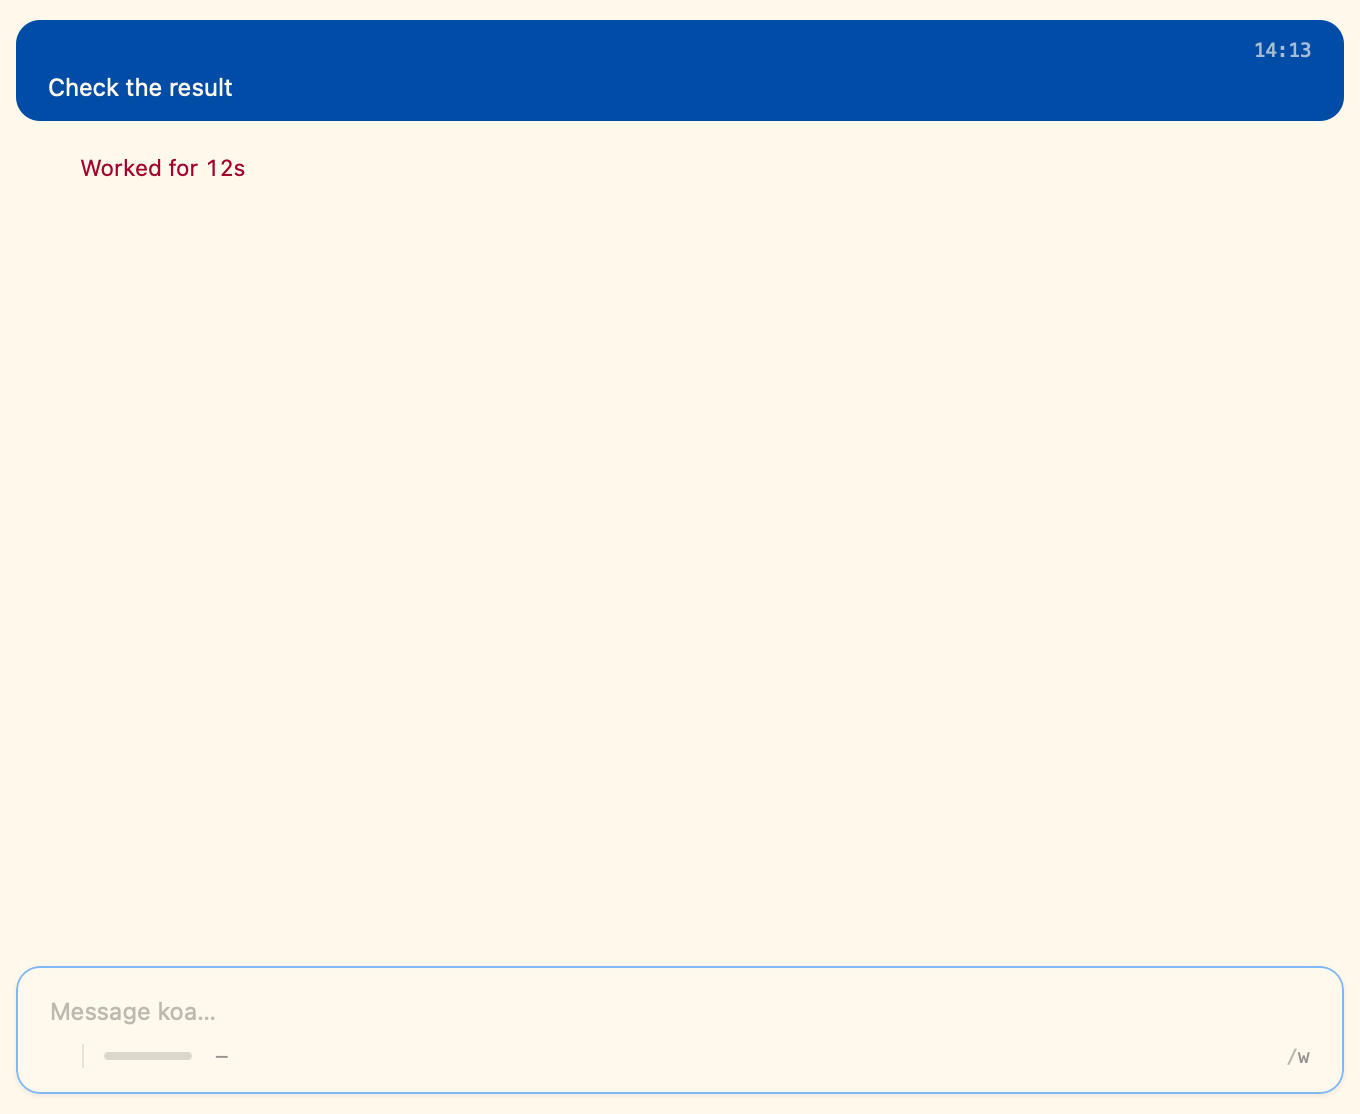 14:13
Check the result
Worked for 12s
Message koa...
—
/w